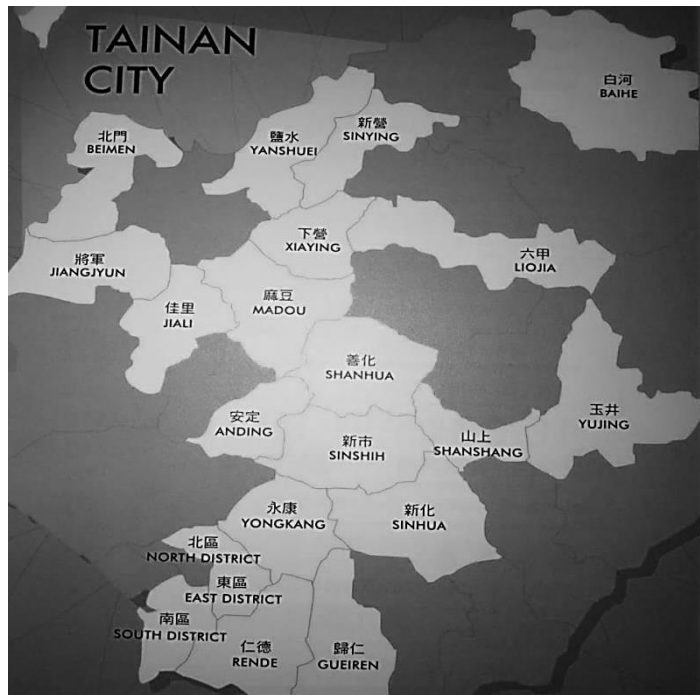 TAINAN
CITY
白河
BAIHE
北門
BEIMEN
鹽水
YANSHUEI
新營
SINYING
下營
XIAYING
六甲
LIOJIA
將軍
JIANGJYUN
佳里
JIALI
麻豆
MADOU
善化
SHANHUA
安定
ANDING
新市
SINSHIH
山上
SHANSHANG
玉井
YUJING
永康
YONGKANG
新化
SINHUA
北區
NORTH DISTRICT
東區
EAST DISTRICT
南區
SOUTH DISTRICT
仁德
RENDE
歸仁
GUEIREN